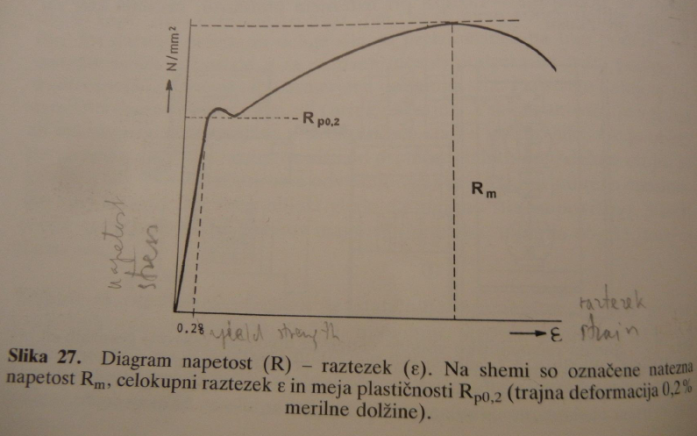 N/mm²
Rp0,2
Rm
napetost
stress
0.2% yield strength
ε
raztezek
strain
Slika 27. Diagram napetost (R) – raztezek (ε). Na shemi so označene natezna
napetost Rm, celokupni raztezek ε in meja plastičnosti Rp0,2 (trajna deformacija 0,2%
merilne dolžine).